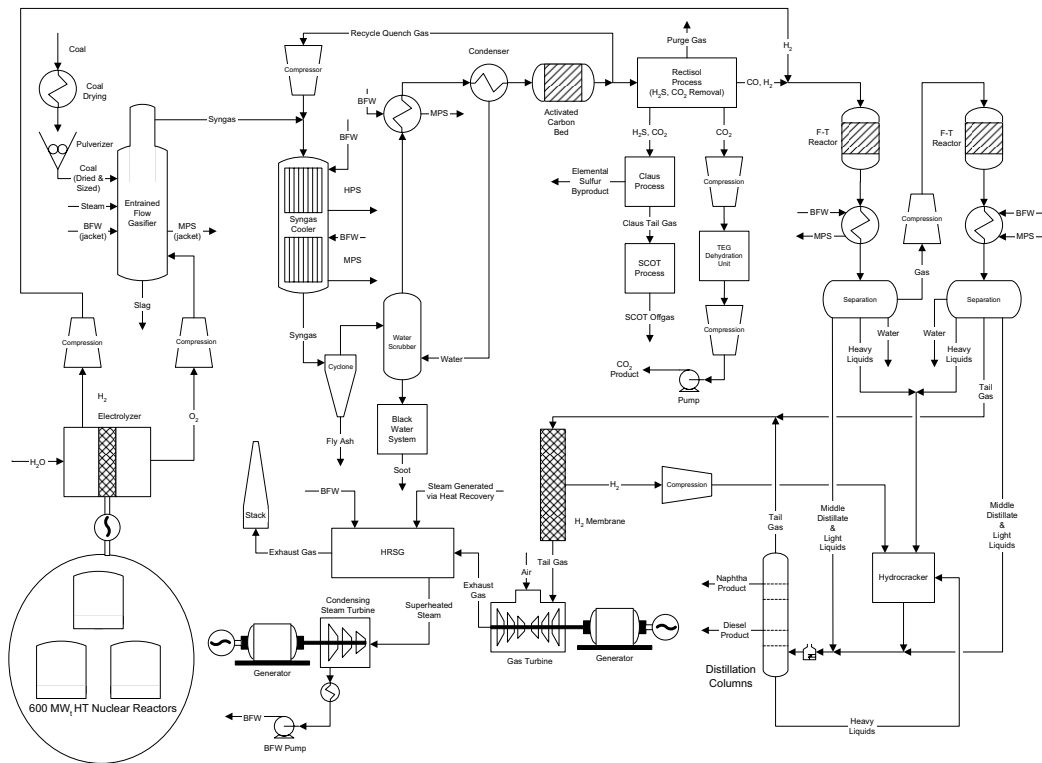 Coal
Coal
Drying
Pulverizer
Coal
(Dried &
Sized)
Steam
BFW
(jacket)
Entrained
Flow
Gasifier
MPS
(jacket)
Slag
Compression
Compression
H2
O2
Electrolyzer
H2O
600 MWt HT Nuclear Reactors
Recycle Quench Gas
Compressor
Syngas
BFW
HPS
Syngas
Cooler
BFW
MPS
Syngas
Cyclone
Fly Ash
BFW
MPS
Condenser
Water
Scrubber
Water
Black
Water
System
Soot
Activated
Carbon
Bed
Purge Gas
Rectisol
Process
(H2S, CO2 Removal)
CO, H2
H2
H2S, CO2
CO2
Claus
Process
Elemental
Sulfur
Byproduct
Claus Tail Gas
SCOT
Process
SCOT Offgas
Compression
TEG
Dehydration
Unit
Compression
CO2
Product
Pump
F-T
Reactor
BFW
MPS
Compression
Gas
Separation
Water
Heavy
Liquids
F-T
Reactor
BFW
MPS
Separation
Water
Heavy
Liquids
Tail
Gas
Stack
BFW
Steam Generated
via Heat Recovery
HRSG
Exhaust Gas
Exhaust
Gas
Superheated
Steam
Condensing
Steam Turbine
Generator
BFW
BFW Pump
H2 Membrane
H2
Compression
Tail Gas
Air
Gas Turbine
Generator
Tail
Gas
Middle
Distillate
&
Light
Liquids
Middle
Distillate
&
Light
Liquids
Hydrocracker
Naphtha
Product
Diesel
Product
Distillation
Columns
Heavy
Liquids